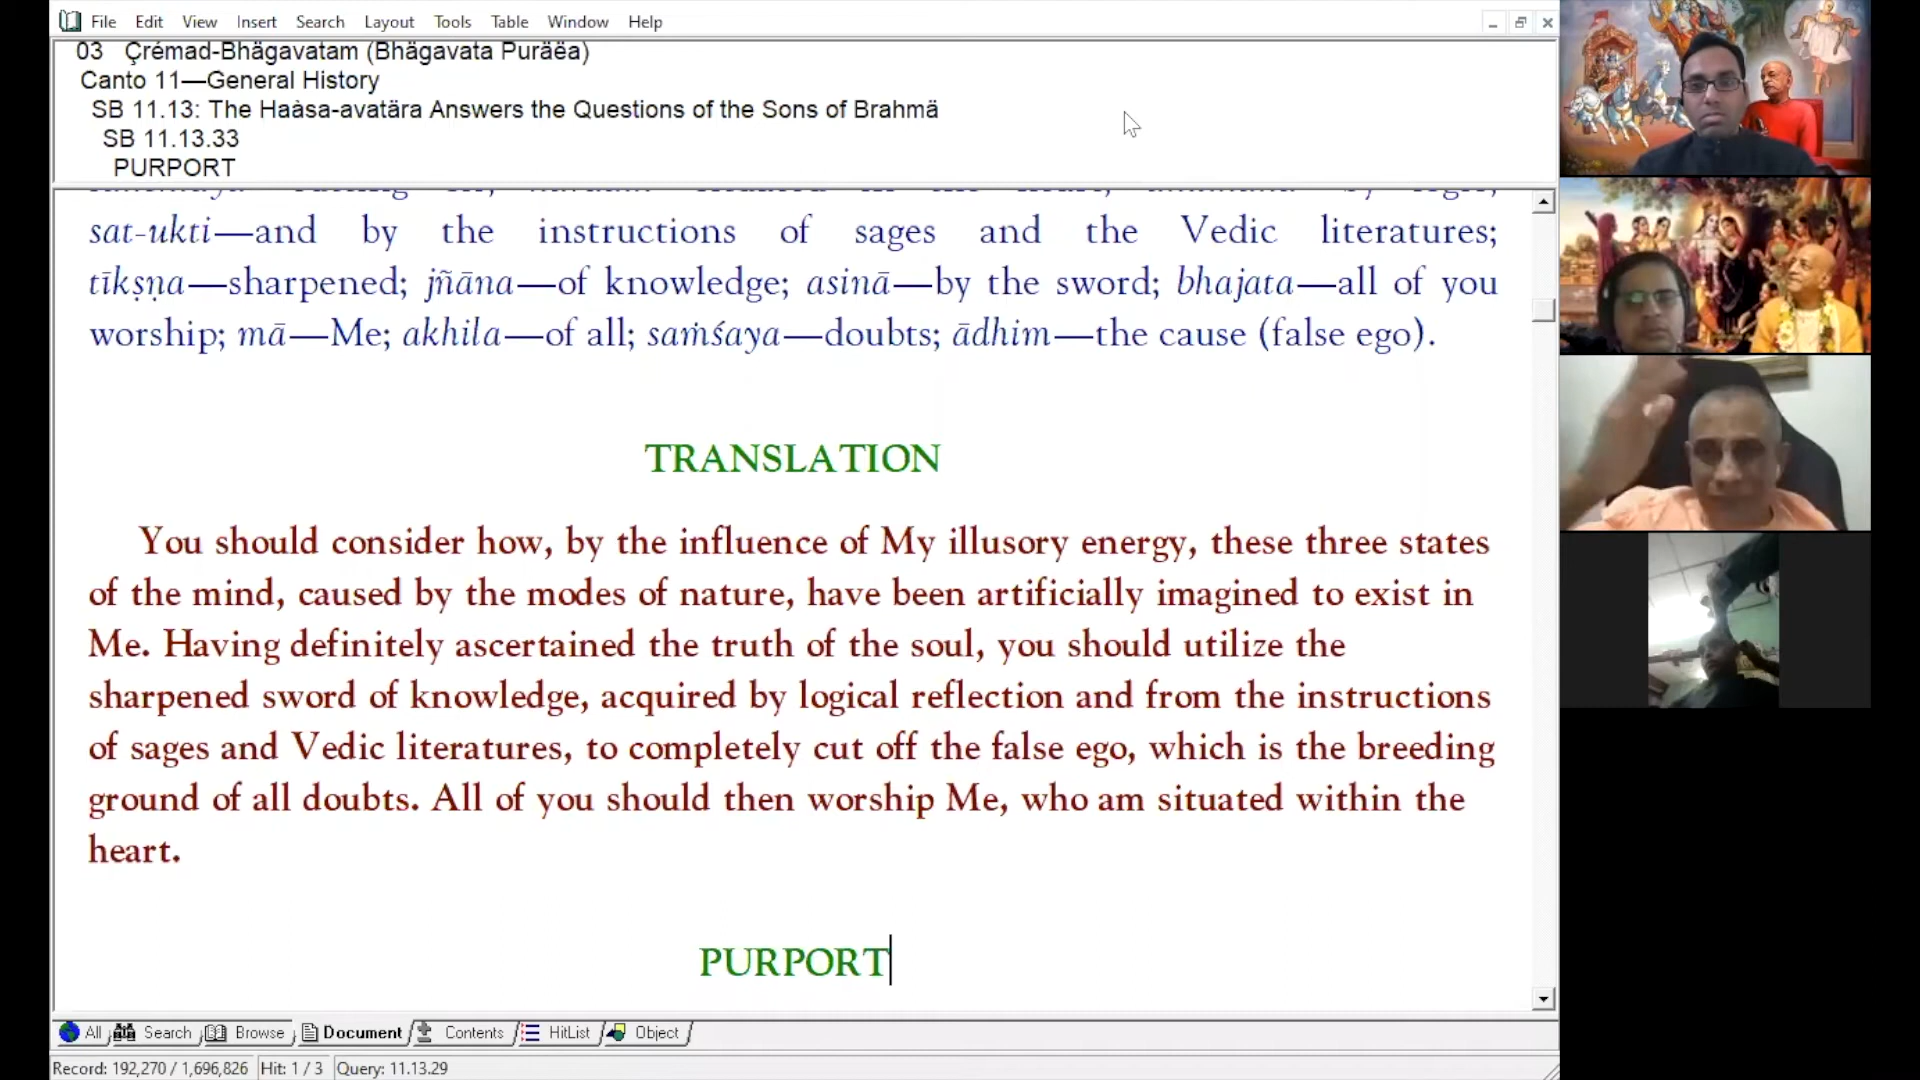 File Edit View Insert Search Layout Tools Table Window Help
03 Çrémad-Bhägavatam (Bhägavata Puräëa)
Canto 11—General History
SB 11.13: The Haàsa-avatära Answers the Questions of the Sons of Brahmä
SB 11.13.33
PURPORT
sat-ukti—and by the instructions of sages and the Vedic literatures;
tīkṣṇa—sharpened; jñāna—of knowledge; asinā—by the sword; bhajata—all of you
worship; mā—Me; akhila—of all; saṁśaya—doubts; ādhim—the cause (false ego).
TRANSLATION
You should consider how, by the influence of My illusory energy, these three states
of the mind, caused by the modes of nature, have been artificially imagined to exist in
Me. Having definitely ascertained the truth of the soul, you should utilize the
sharpened sword of knowledge, acquired by logical reflection and from the instructions
of sages and Vedic literatures, to completely cut off the false ego, which is the breeding
ground of all doubts. All of you should then worship Me, who am situated within the
heart.
PURPORT
All Search Browse Document Contents HitList Object
Record: 192,270 / 1,696,826 Hit: 1 / 3 Query: 11.13.29